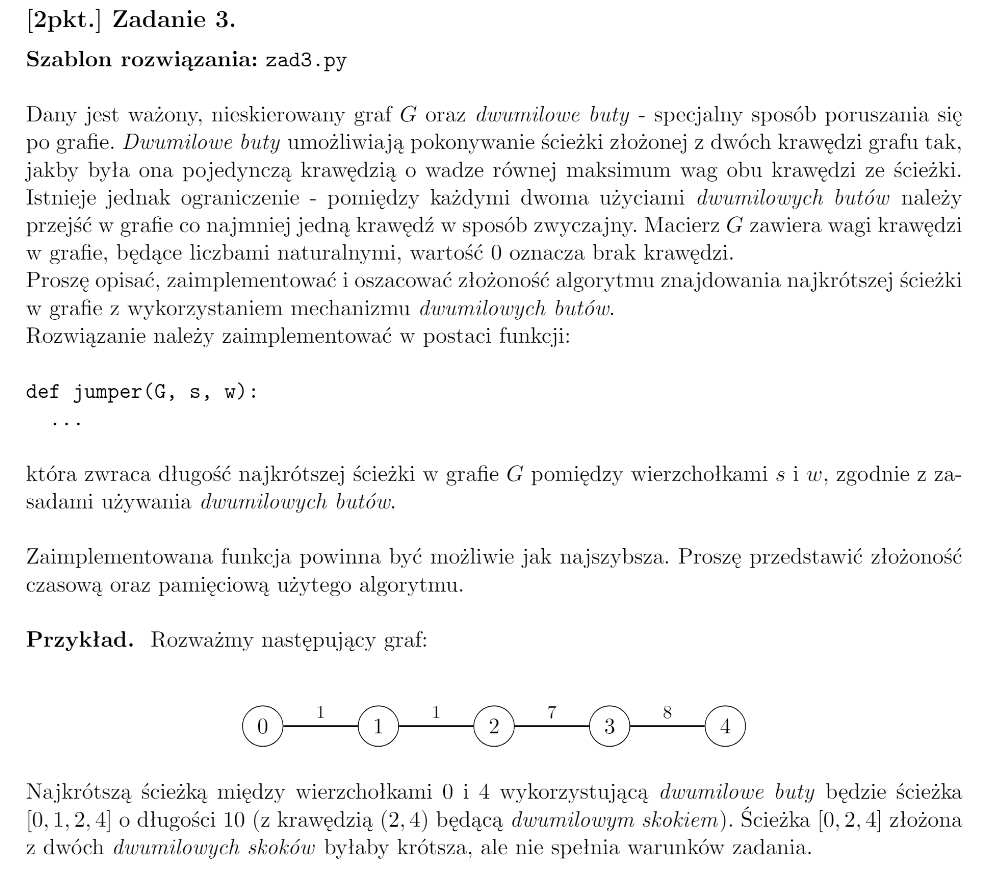 [2pkt.] Zadanie 3.
Szablon rozwiązania: zad3.py
Dany jest ważony, nieskierowany graf G oraz dwumilowe buty - specjalny sposób poruszania się
po grafie. Dwumilowe buty umożliwiają pokonywanie ścieżki złożonej z dwóch krawędzi grafu tak,
jakby była ona pojedynczą krawędzią o wadze równej maksimum wag obu krawędzi ze ścieżki.
Istnieje jednak ograniczenie - pomiędzy każdymi dwoma użyciami dwumilowych butów należy
przejść w grafie co najmniej jedną krawędź w sposób zwyczajny. Macierz G zawiera wagi krawędzi
w grafie, będące liczbami naturalnymi, wartość 0 oznacza brak krawędzi.
Proszę opisać, zaimplementować i oszacować złożoność algorytmu znajdowania najkrótszej ścieżki
w grafie z wykorzystaniem mechanizmu dwumilowych butów.
Rozwiązanie należy zaimplementować w postaci funkcji:
def jumper(G, s, w):
...
która zwraca długość najkrótszej ścieżki w grafie G pomiędzy wierzchołkami s i w, zgodnie z za-
sadami używania dwumilowych butów.
Zaimplementowana funkcja powinna być możliwie jak najszybsza. Proszę przedstawić złożoność
czasową oraz pamięciową użytego algorytmu.
Przykład. Rozważmy następujący graf:
1 1 7 8
0 1 2 3 4
Najkrótszą ścieżką między wierzchołkami 0 i 4 wykorzystującą dwumilowe buty będzie ścieżka
[0, 1, 2, 4] o długości 10 (z krawędzią (2, 4) będącą dwumilowym skokiem). Ścieżka [0, 2, 4] złożona
z dwóch dwumilowych skoków byłaby krótsza, ale nie spełnia warunków zadania.